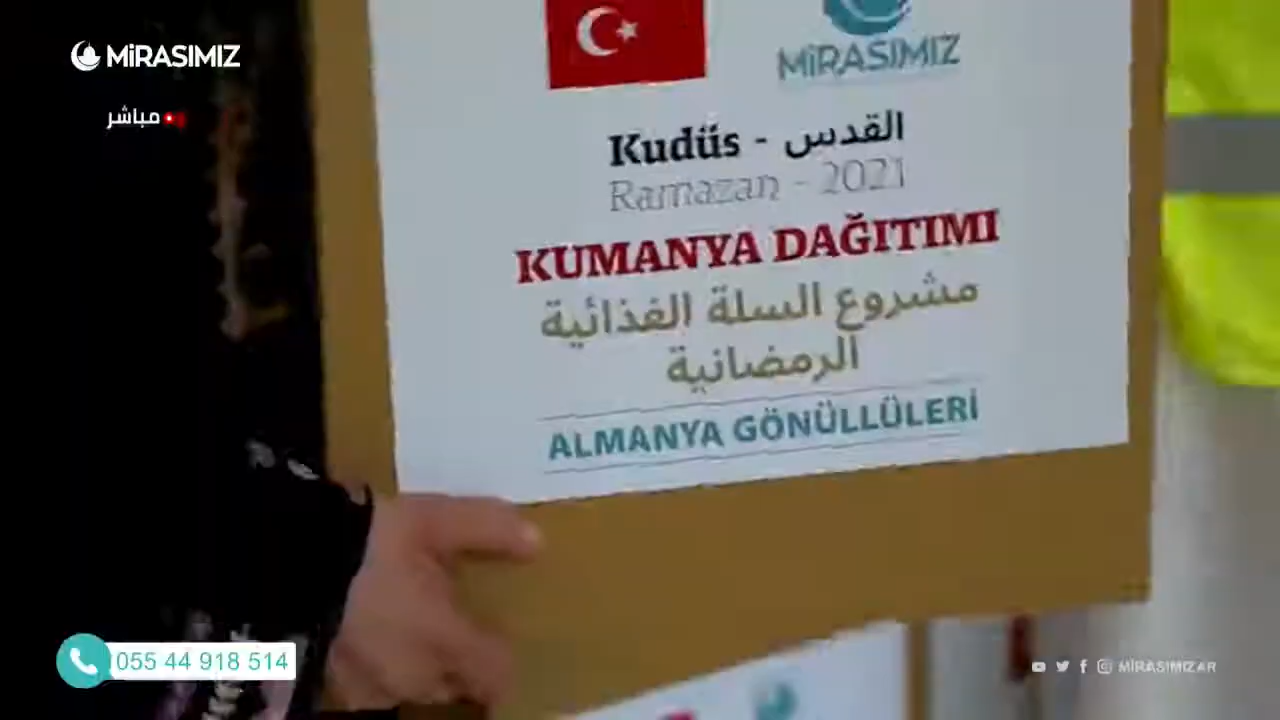 MİRASIMIZ
مباشر
MİRASIMIZ
Kudüs - القدس
Ramazan - 2021
KUMANYA DAĞITIMI
مشروع السلة الغذائية
الرمضانية
ALMANYA GÖNÜLLÜLERİ
055 44 918 514
MİRASIMIZAR